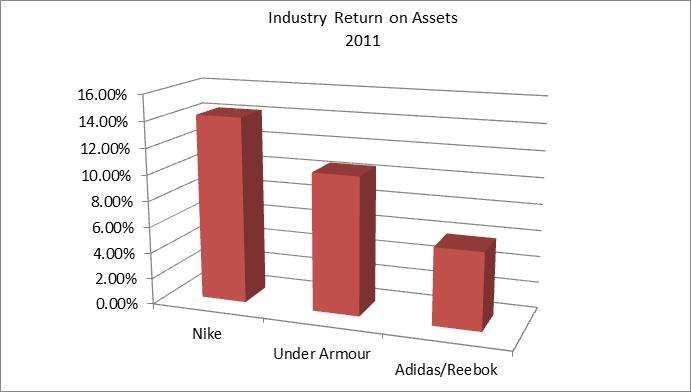 Industry Return on Assets
2011
16.00%
14.00%
12.00%
10.00%
8.00%
6.00%
4.00%
2.00%
0.00%
Nike
Under Armour
Adidas/Reebok